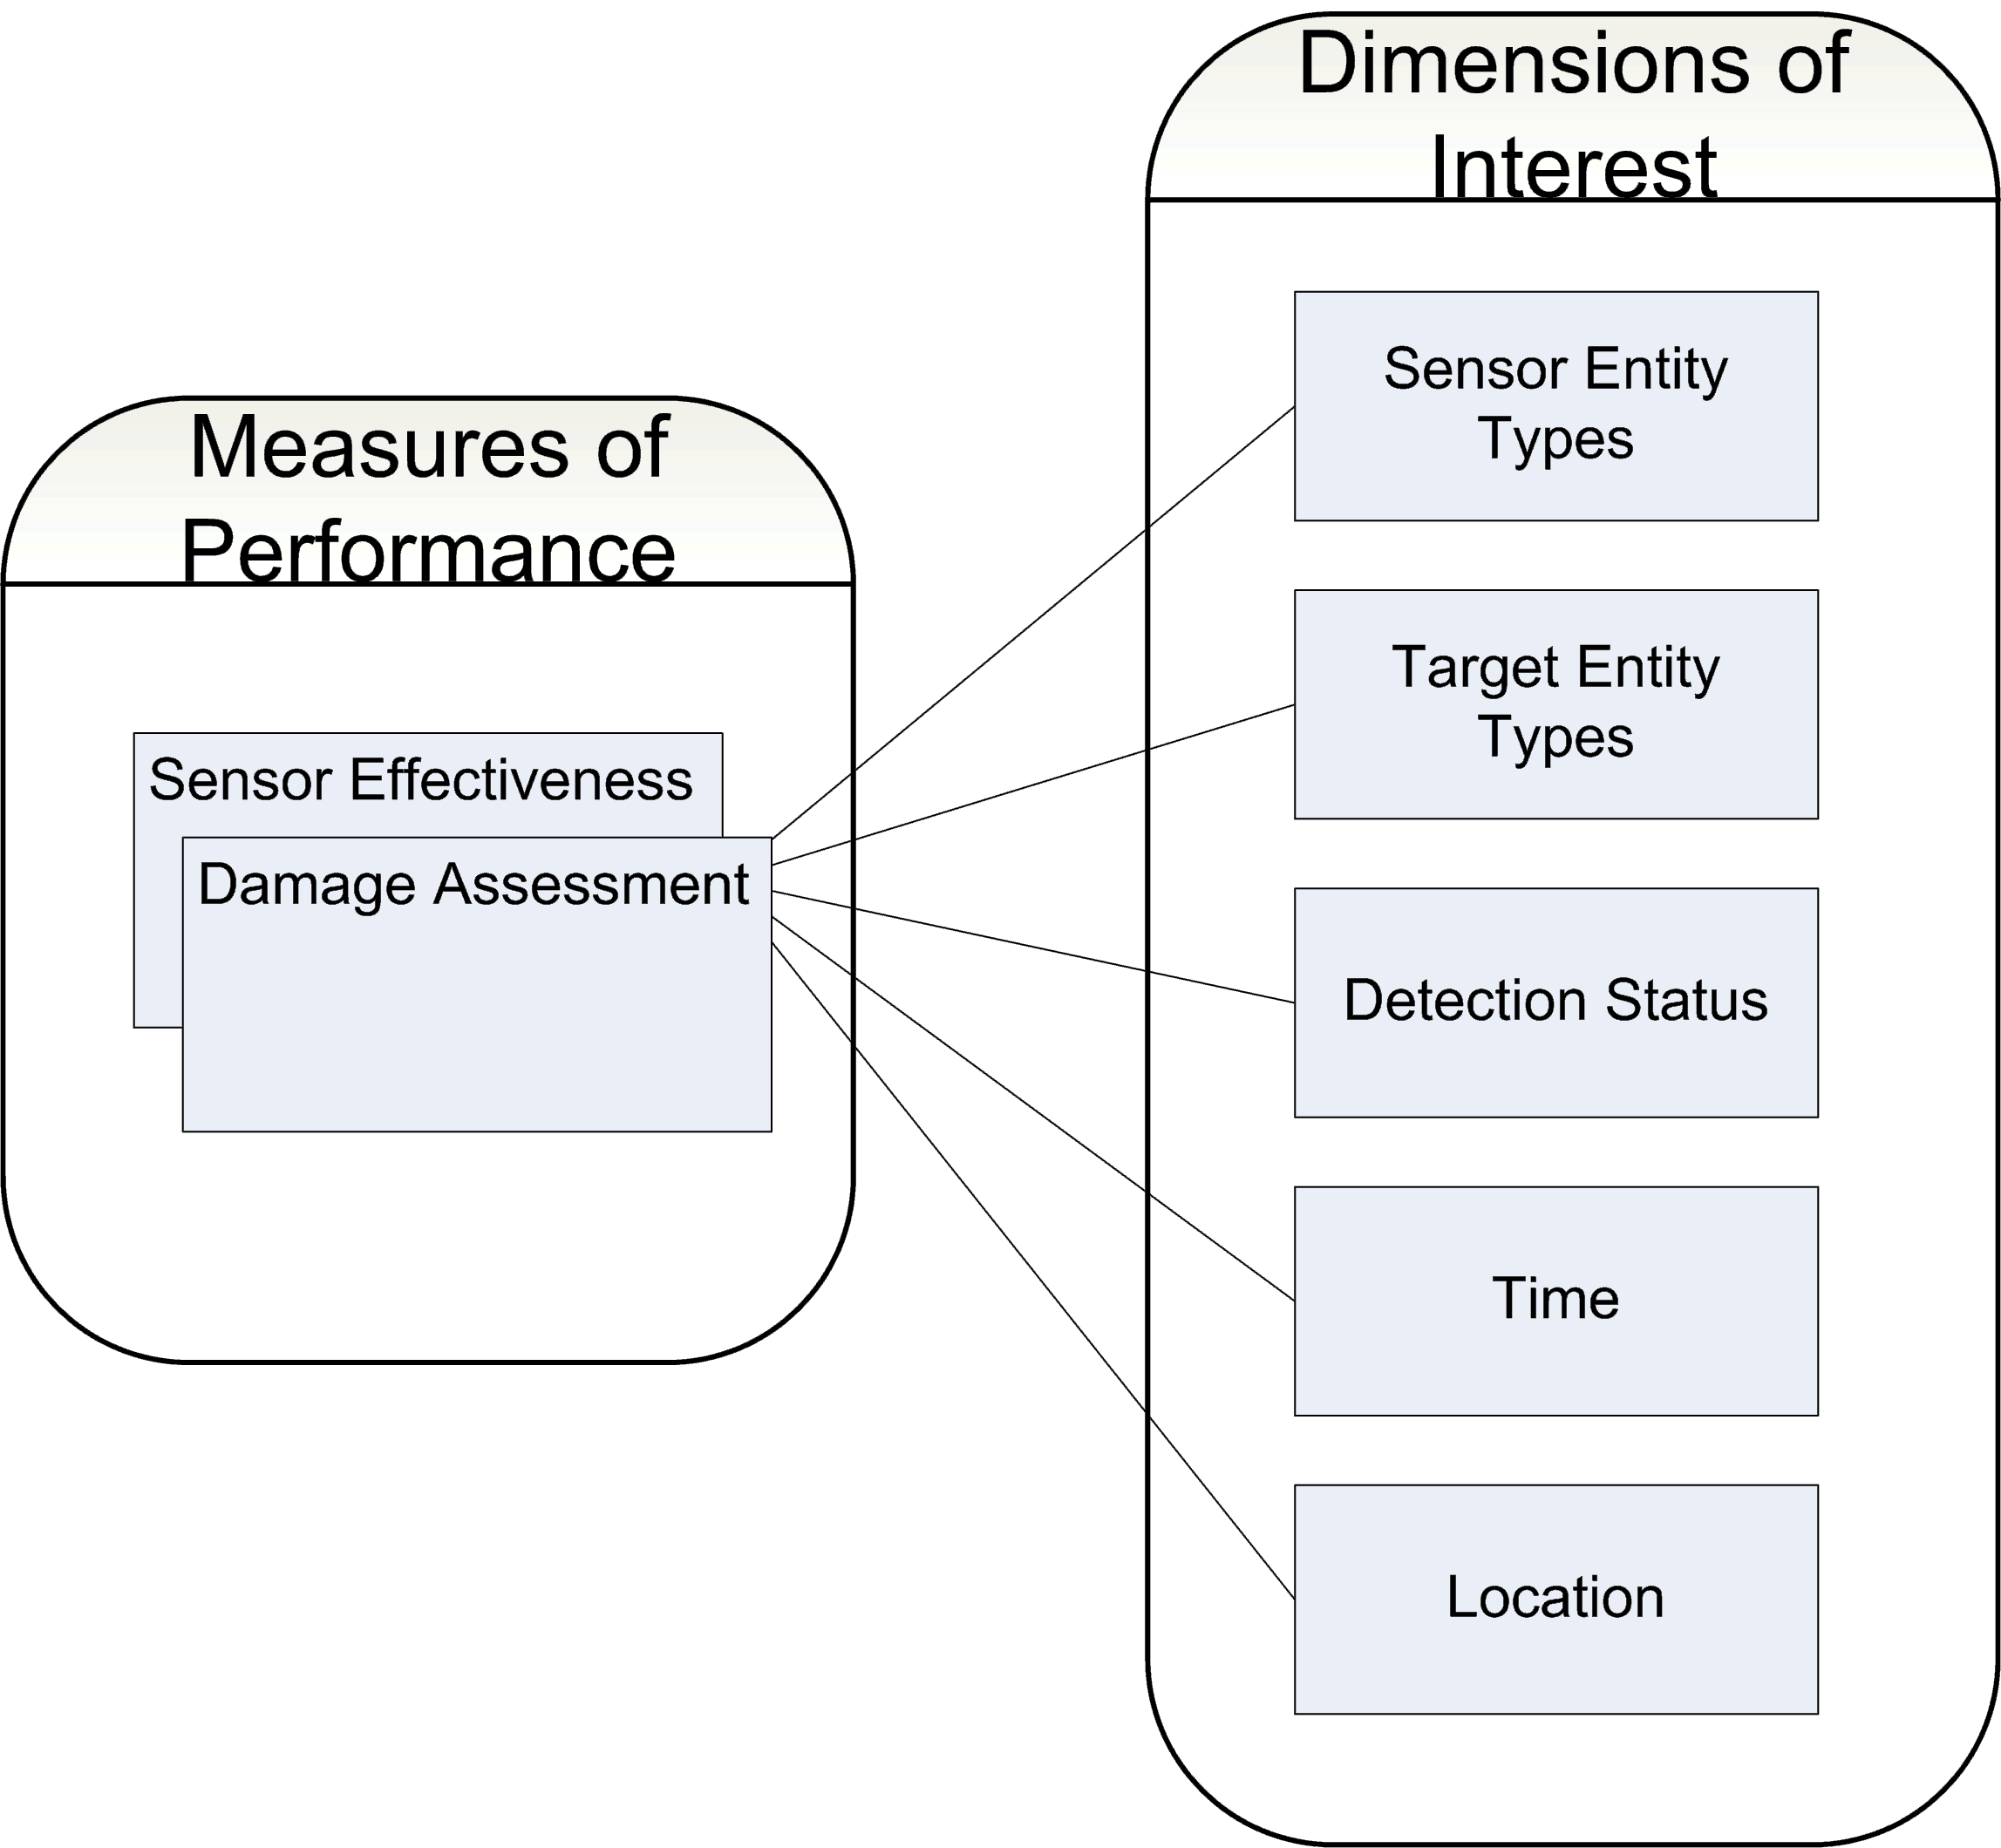 Measures of
Performance
Sensor Effectiveness
Damage Assessment
Dimensions of
Interest
Sensor Entity
Types
Target Entity
Types
Detection Status
Time
Location